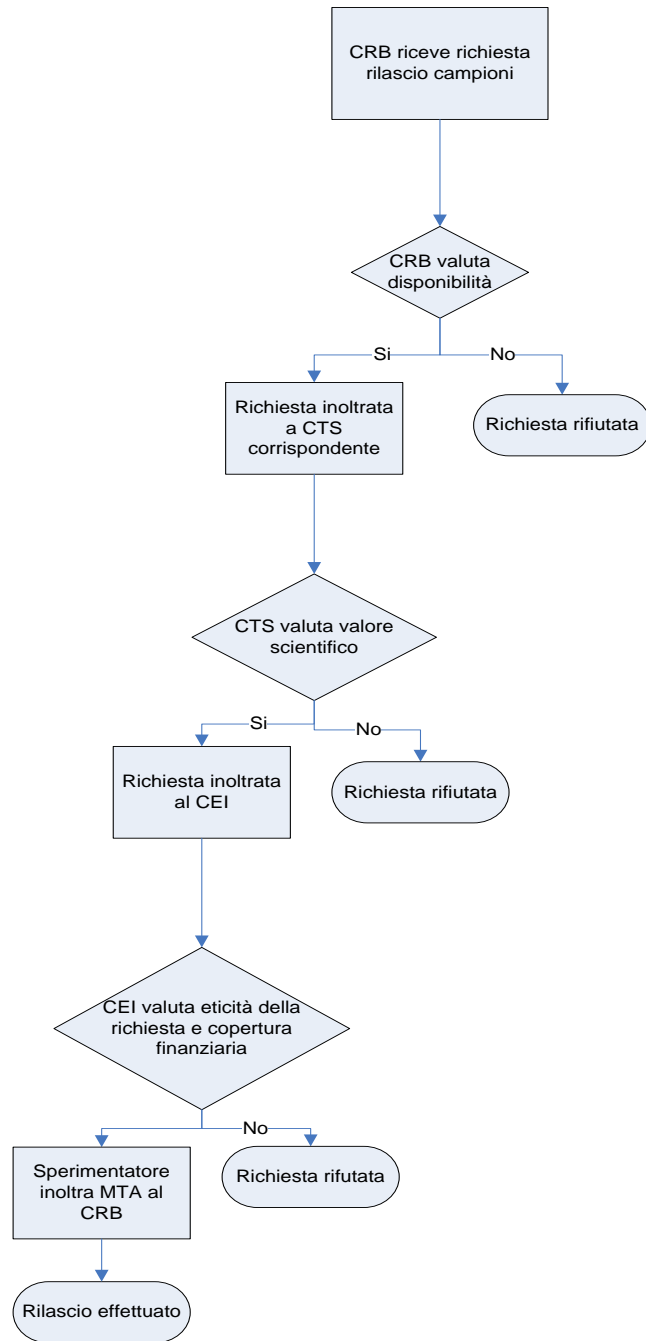 CRB riceve richiesta
rilascio campioni
CRB valuta
disponibilità
Si
No
Richiesta inoltrata
a CTS
corrispondente
Richiesta rifiutata
CTS valuta valore
scientifico
Si
No
Richiesta inoltrata
al CEI
Richiesta rifiutata
CEI valuta eticità della
richiesta e copertura
finanziaria
No
Sperimentatore
inoltra MTA al
CRB
Richiesta rifutata
Rilascio effettuato